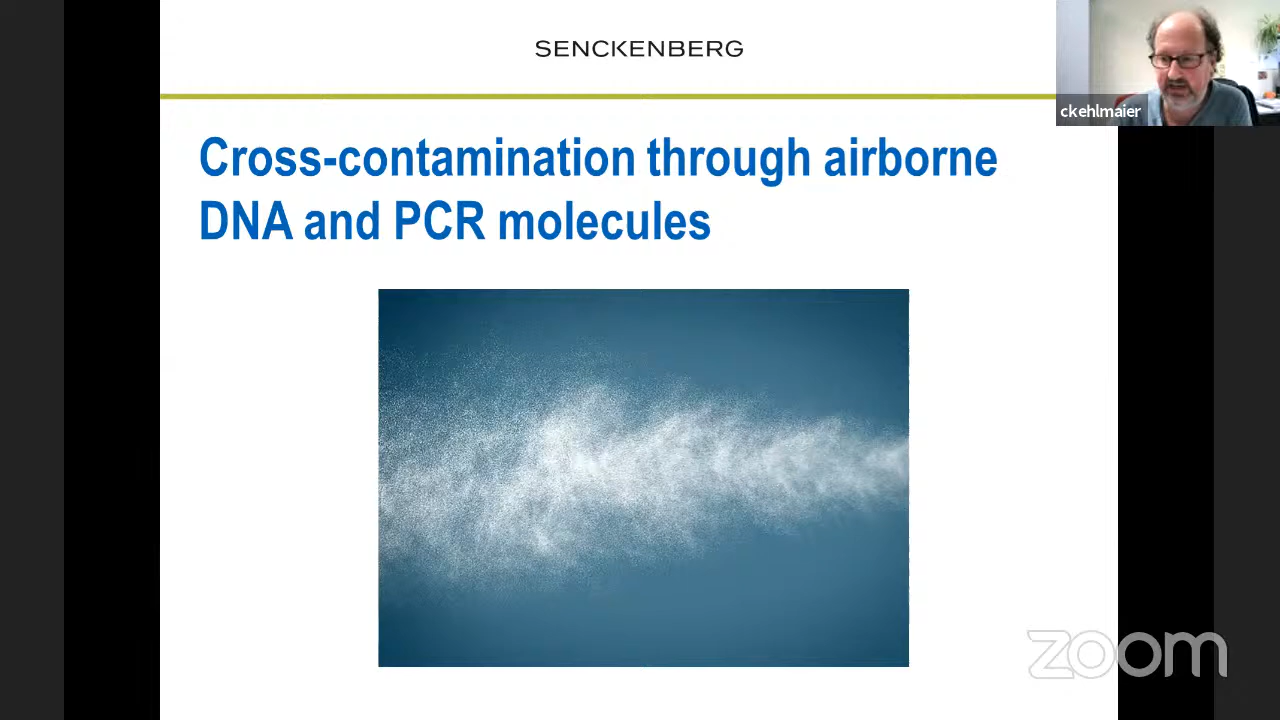 SENCKENBERG
ckehlmaier
Cross-contamination through airborne
DNA and PCR molecules
zoom